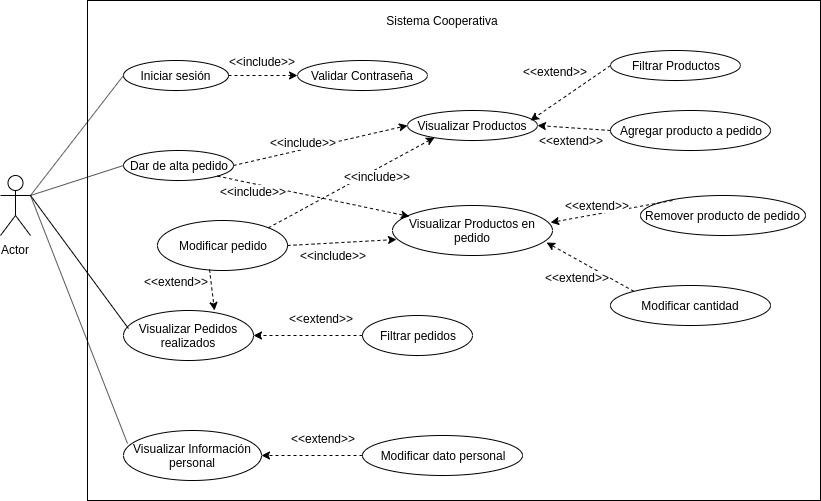 Sistema Cooperativa
Iniciar sesión
<<include>>
Validar Contraseña
<<extend>>
Filtrar Productos
Visualizar Productos
<<extend>>
Agregar producto a pedido
<<include>>
Dar de alta pedido
<<include>>
<<include>>
Actor
Modificar pedido
<<include>>
Visualizar Productos en
pedido
<<extend>>
Remover producto de pedido
<<extend>>
Modificar cantidad
<<extend>>
Visualizar Pedidos
realizados
<<extend>>
Filtrar pedidos
Visualizar Información
personal
<<extend>>
Modificar dato personal